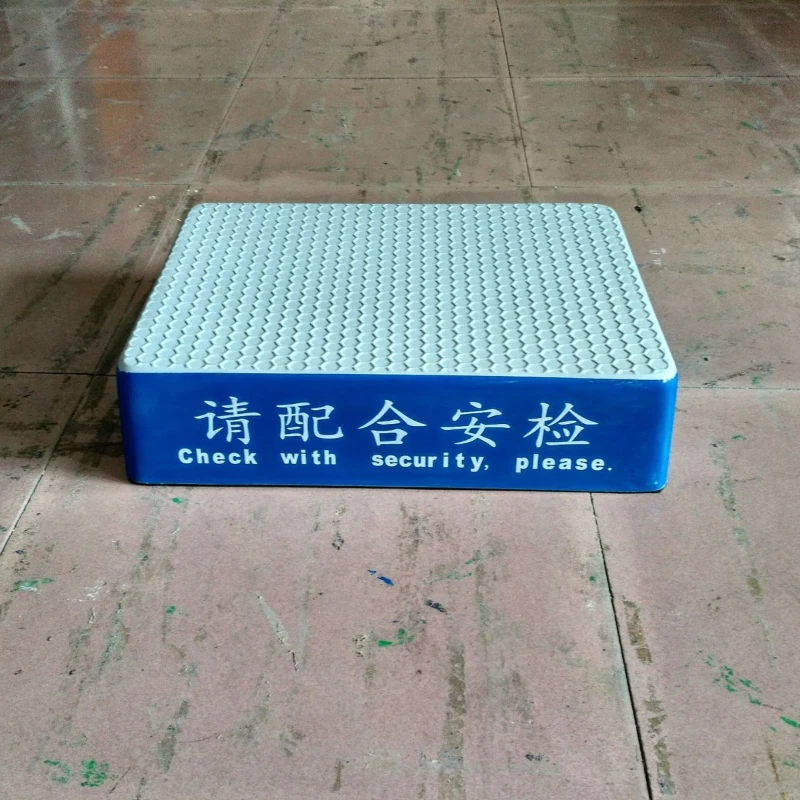 请配合安检
Check with security, please.